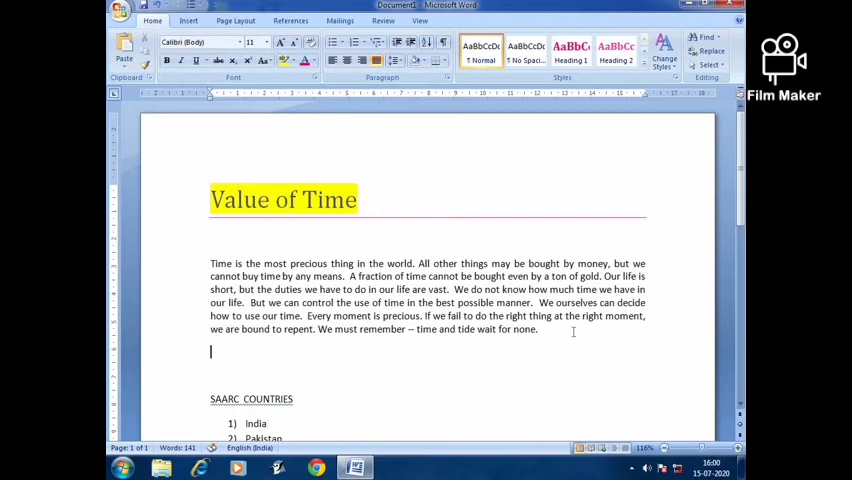 Document1 - Microsoft Word
Home Insert Page Layout References Mailings Review View
Calibri (Body) 11
Paste
AaBbCcDc AaBbCcDc AaBbC AaBbCc
¶ Normal ¶ No Spaci... Heading 1 Heading 2
Change Styles
Find
Replace
Select
Clipboard Font Paragraph Styles Editing
Film Maker
Value of Time
Time is the most precious thing in the world. All other things may be bought by money, but we
cannot buy time by any means. A fraction of time cannot be bought even by a ton of gold. Our life is
short, but the duties we have to do in our life are vast. We do not know how much time we have in
our life. But we can control the use of time in the best possible manner. We ourselves can decide
how to use our time. Every moment is precious. If we fail to do the right thing at the right moment,
we are bound to repent. We must remember -- time and tide wait for none.
SAARC COUNTRIES
1) India
2) Pakistan
Page: 1 of 1 Words: 141 English (India) 116%
16:00
15-07-2020